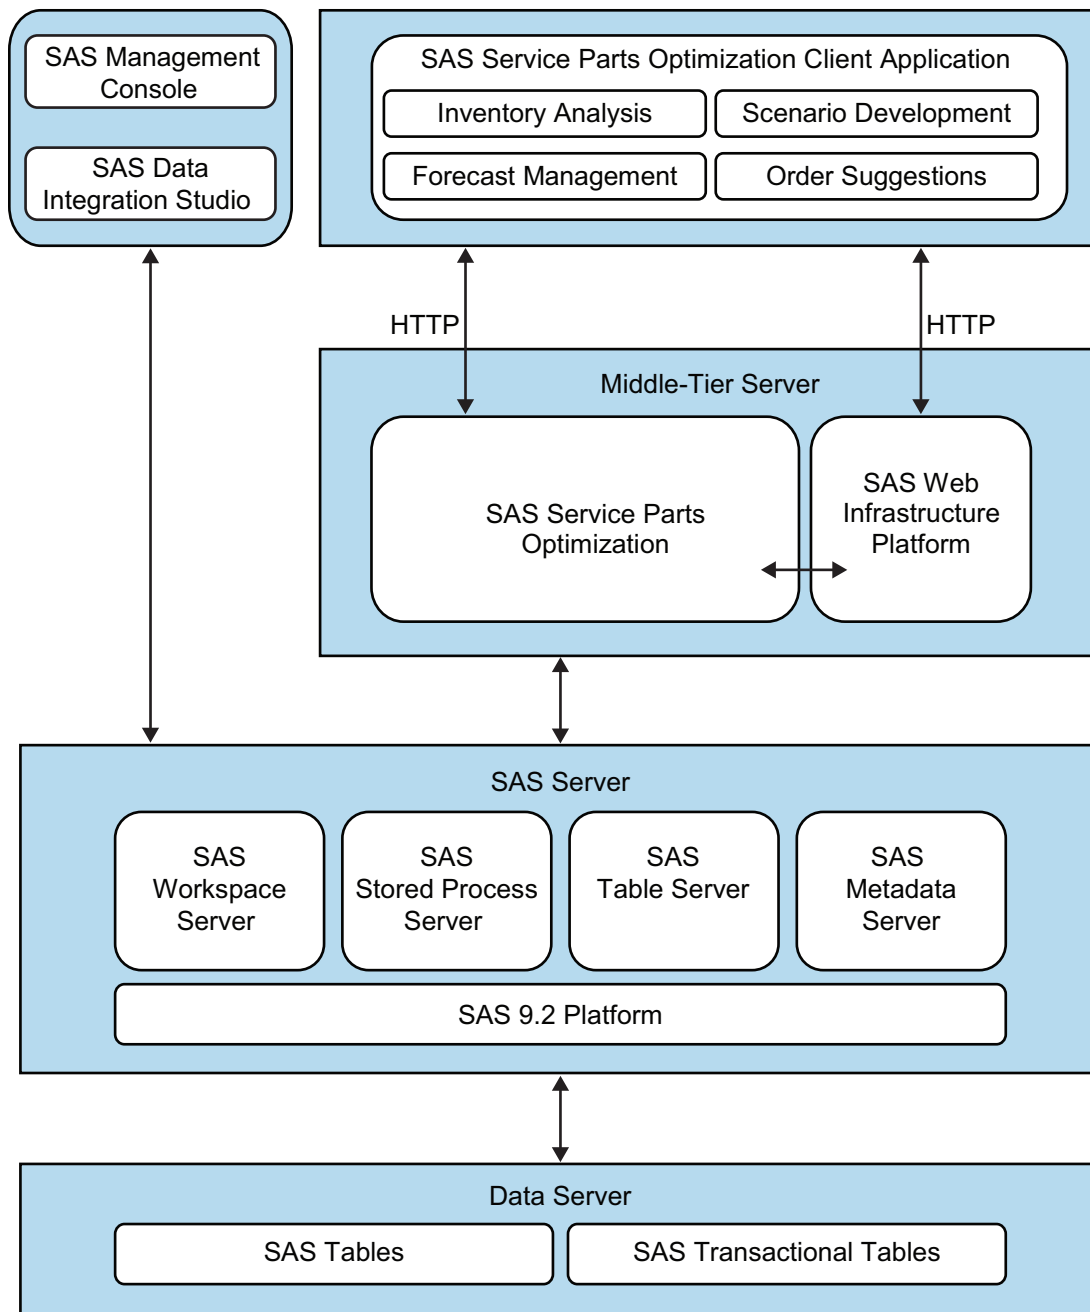 SAS Management
Console
SAS Data
Integration Studio
SAS Service Parts Optimization Client Application
Inventory Analysis
Scenario Development
Forecast Management
Order Suggestions
HTTP
HTTP
Middle-Tier Server
SAS Service Parts
Optimization
SAS Web
Infrastructure
Platform
SAS Server
SAS
Workspace
Server
SAS
Stored Process
Server
SAS
Table Server
SAS
Metadata
Server
SAS 9.2 Platform
Data Server
SAS Tables
SAS Transactional Tables